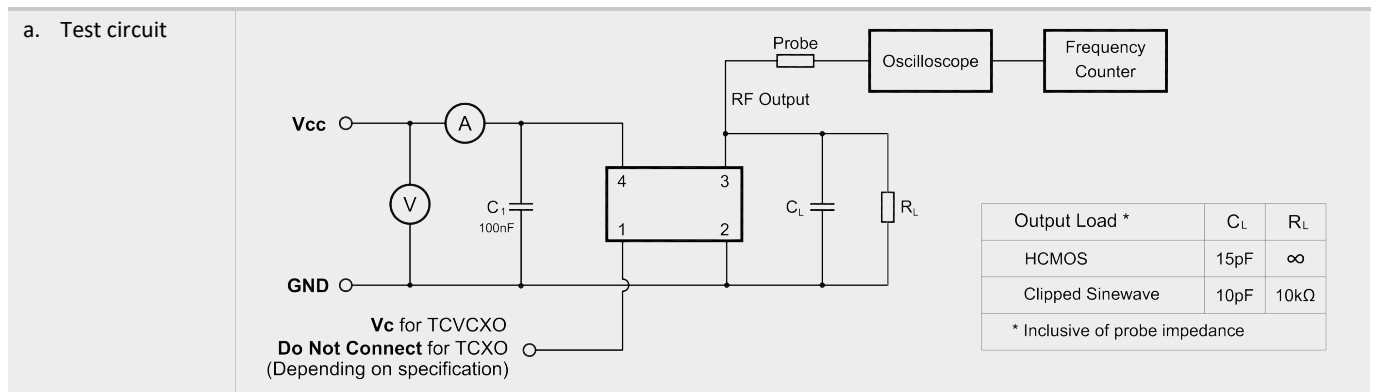 a. Test circuit
Probe
Oscilloscope
Frequency
Counter
RF Output
Vcc
A
V
C₁
100nF
4
3
1
2
CL
RL
GND
Vc for TCVCXO
Do Not Connect for TCXO
(Depending on specification)
Output Load * CL RL
HCMOS 15pF ∞
Clipped Sinewave 10pF 10kΩ
* Inclusive of probe impedance